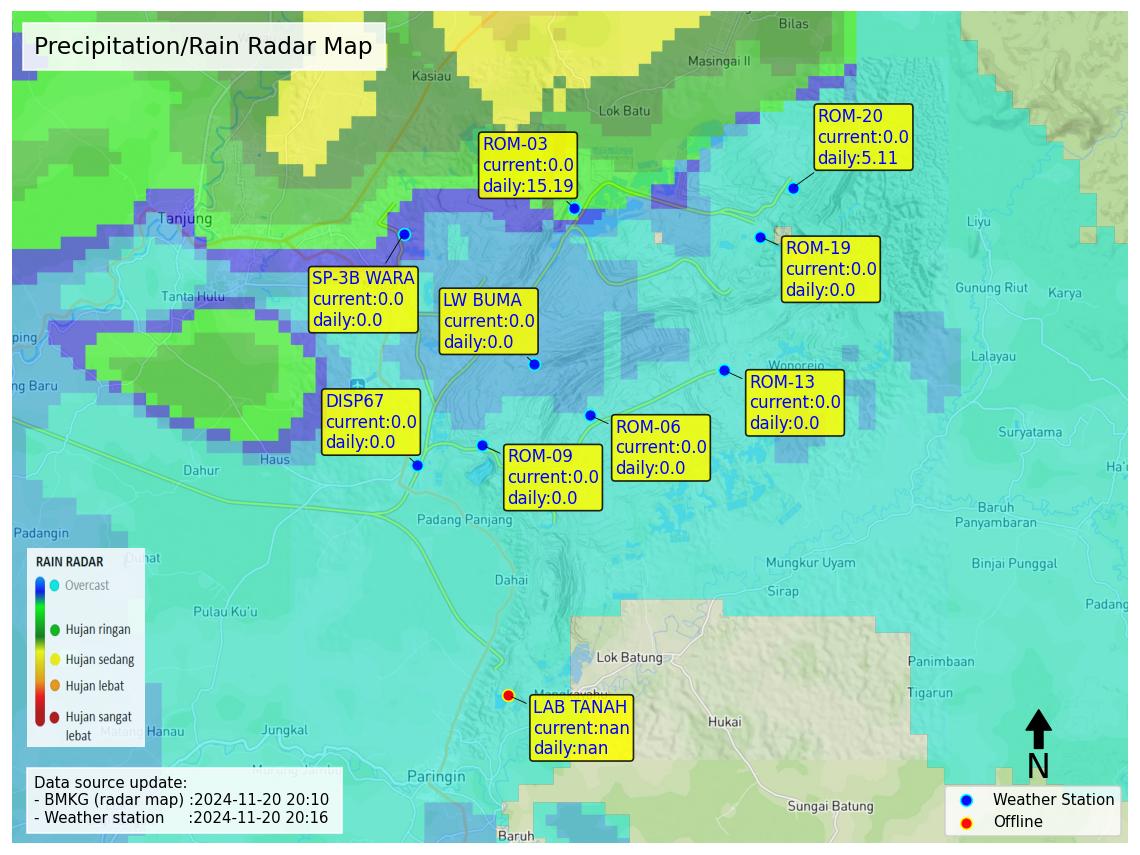 Precipitation/Rain Radar Map
Bilas
Masingai II
Kasiau
Lok Batu
ROM-20
current:0.0
daily:5.11
ROM-03
current:0.0
daily:15.19
Tanjung
Liyu
ROM-19
current:0.0
daily:0.0
SP-3B WARA
current:0.0
daily:0.0
LW BUMA
current:0.0
daily:0.0
Tanta Hulu
Gunung Riut
Karya
ping
Lalayau
Wonorejo
ng Baru
ROM-13
current:0.0
daily:0.0
DISP67
current:0.0
daily:0.0
ROM-06
current:0.0
daily:0.0
Suryatama
ROM-09
current:0.0
daily:0.0
Haus
Dahur
Ha'u
Baruh
Panyambaran
Padang Panjang
Padangin
Mungkur Uyam
Binjai Punggal
Dahai
Sirap
Padang
Pulau Ku'u
RAIN RADAR
Overcast
Hujan ringan
Hujan sedang
Hujan lebat
Hujan sangat
lebat
Lok Batung
Panimbaan
Tigarun
LAB TANAH
current:nan
daily:nan
Hukai
Jungkal
Manau
Paringin
Sungai Batung
Baruh
Data source update:
- BMKG (radar map) :2024-11-20 20:10
- Weather station :2024-11-20 20:16
N
Weather Station
Offline